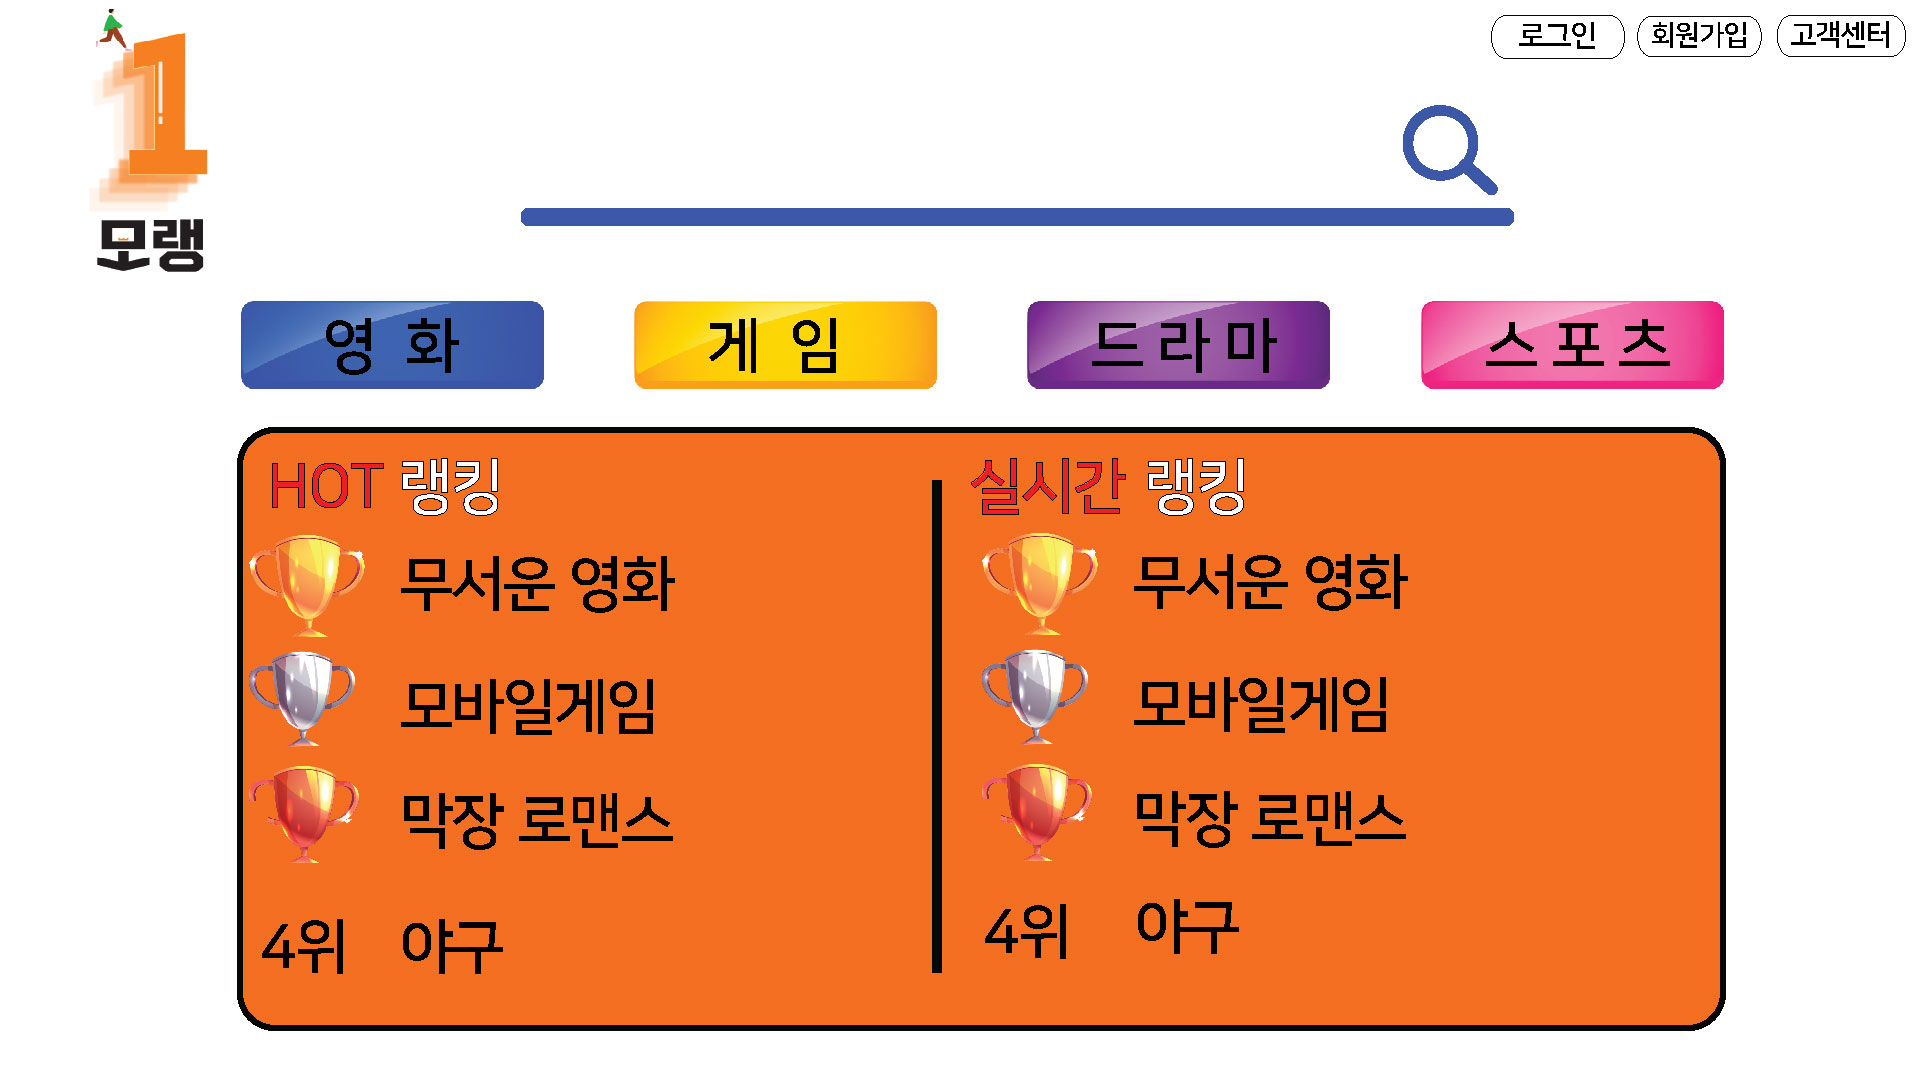 로그인
회원가입
고객센터
1
모랭
영 화
게 임
드 라 마
스 포 츠
HOT 랭킹
무서운 영화
모바일게임
막장 로맨스
4위 야구
실시간 랭킹
무서운 영화
모바일게임
막장 로맨스
4위 야구